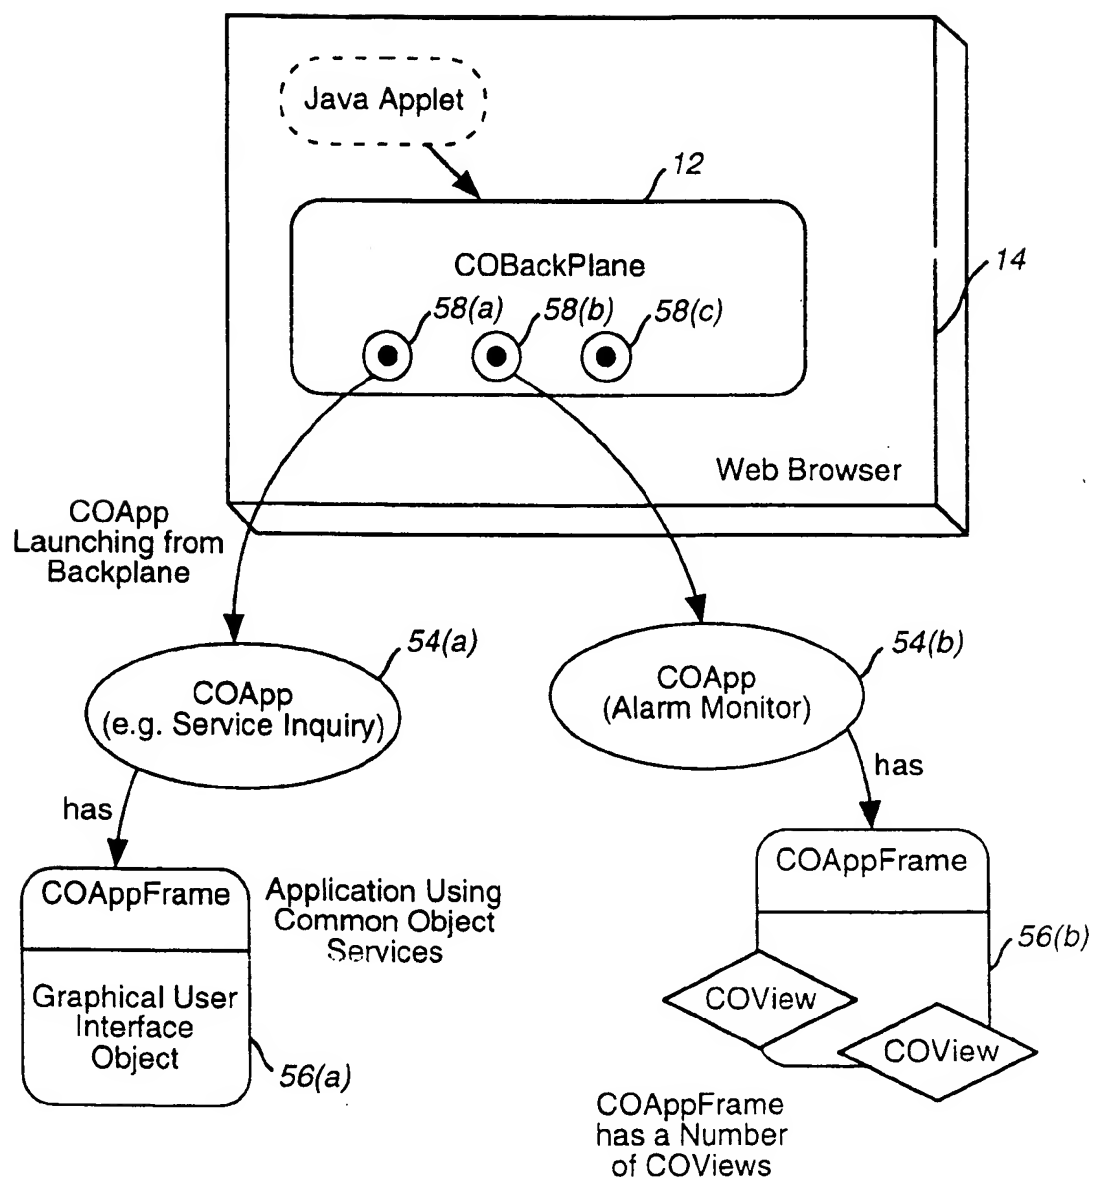 Java Applet
12
COBackPlane
14
58(a)
58(b)
58(c)
Web Browser
COApp
Launching from
Backplane
54(a)
54(b)
COApp
(e.g. Service Inquiry)
COApp
(Alarm Monitor)
has
has
COAppFrame
Application Using
Common Object
Services
COAppFrame
56(b)
Graphical User
Interface
Object
COView
COView
56(a)
COAppFrame
has a Number
of COViews